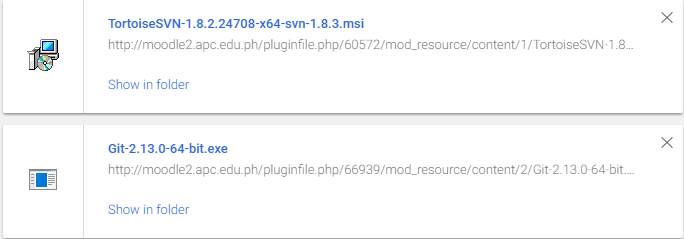 TortoiseSVN-1.8.2.24708-x64-svn-1.8.3.msi
http://moodle2.apc.edu.ph/pluginfile.php/60572/mod_resource/content/1/TortoiseSVN-1.8...
Show in folder
Git-2.13.0-64-bit.exe
http://moodle2.apc.edu.ph/pluginfile.php/66939/mod_resource/content/2/Git-2.13.0-64-bit....
Show in folder